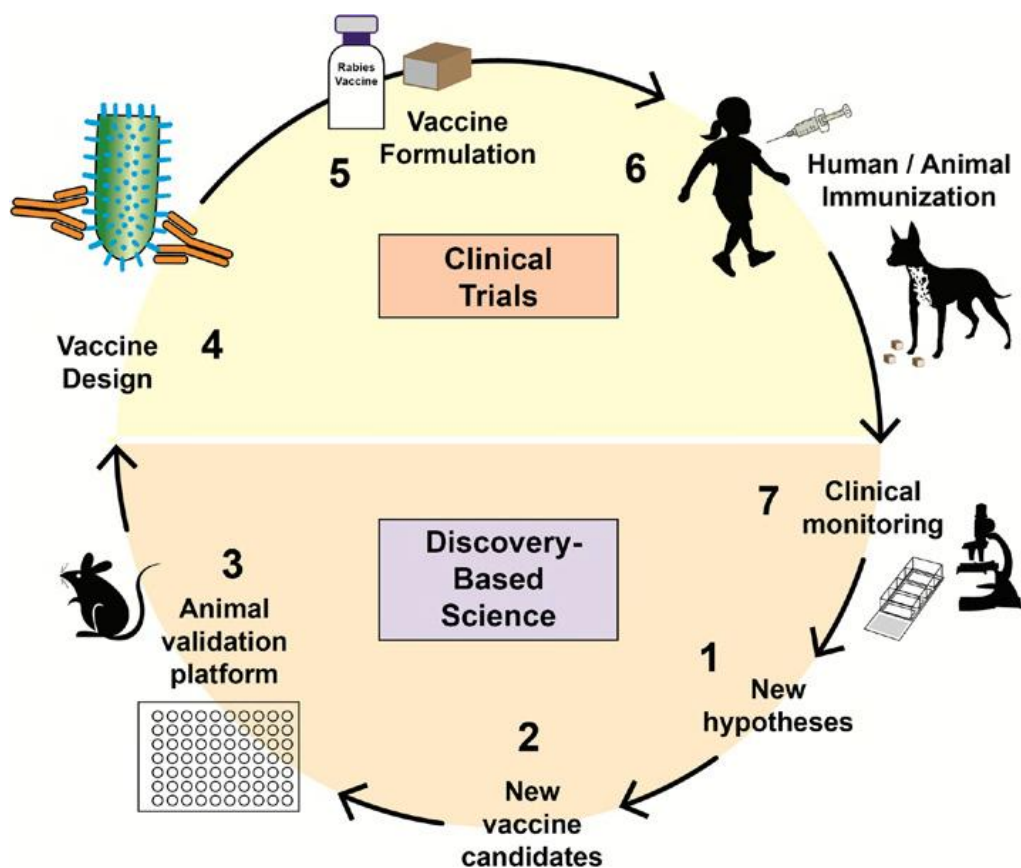 Rabies
Vaccine
Vaccine
Formulation
5
6
Human / Animal
Immunization
Clinical
Trials
4
Vaccine
Design
7
Clinical
monitoring
Discovery-
Based
Science
3
Animal
validation
platform
1
New
hypotheses
2
New
vaccine
candidates